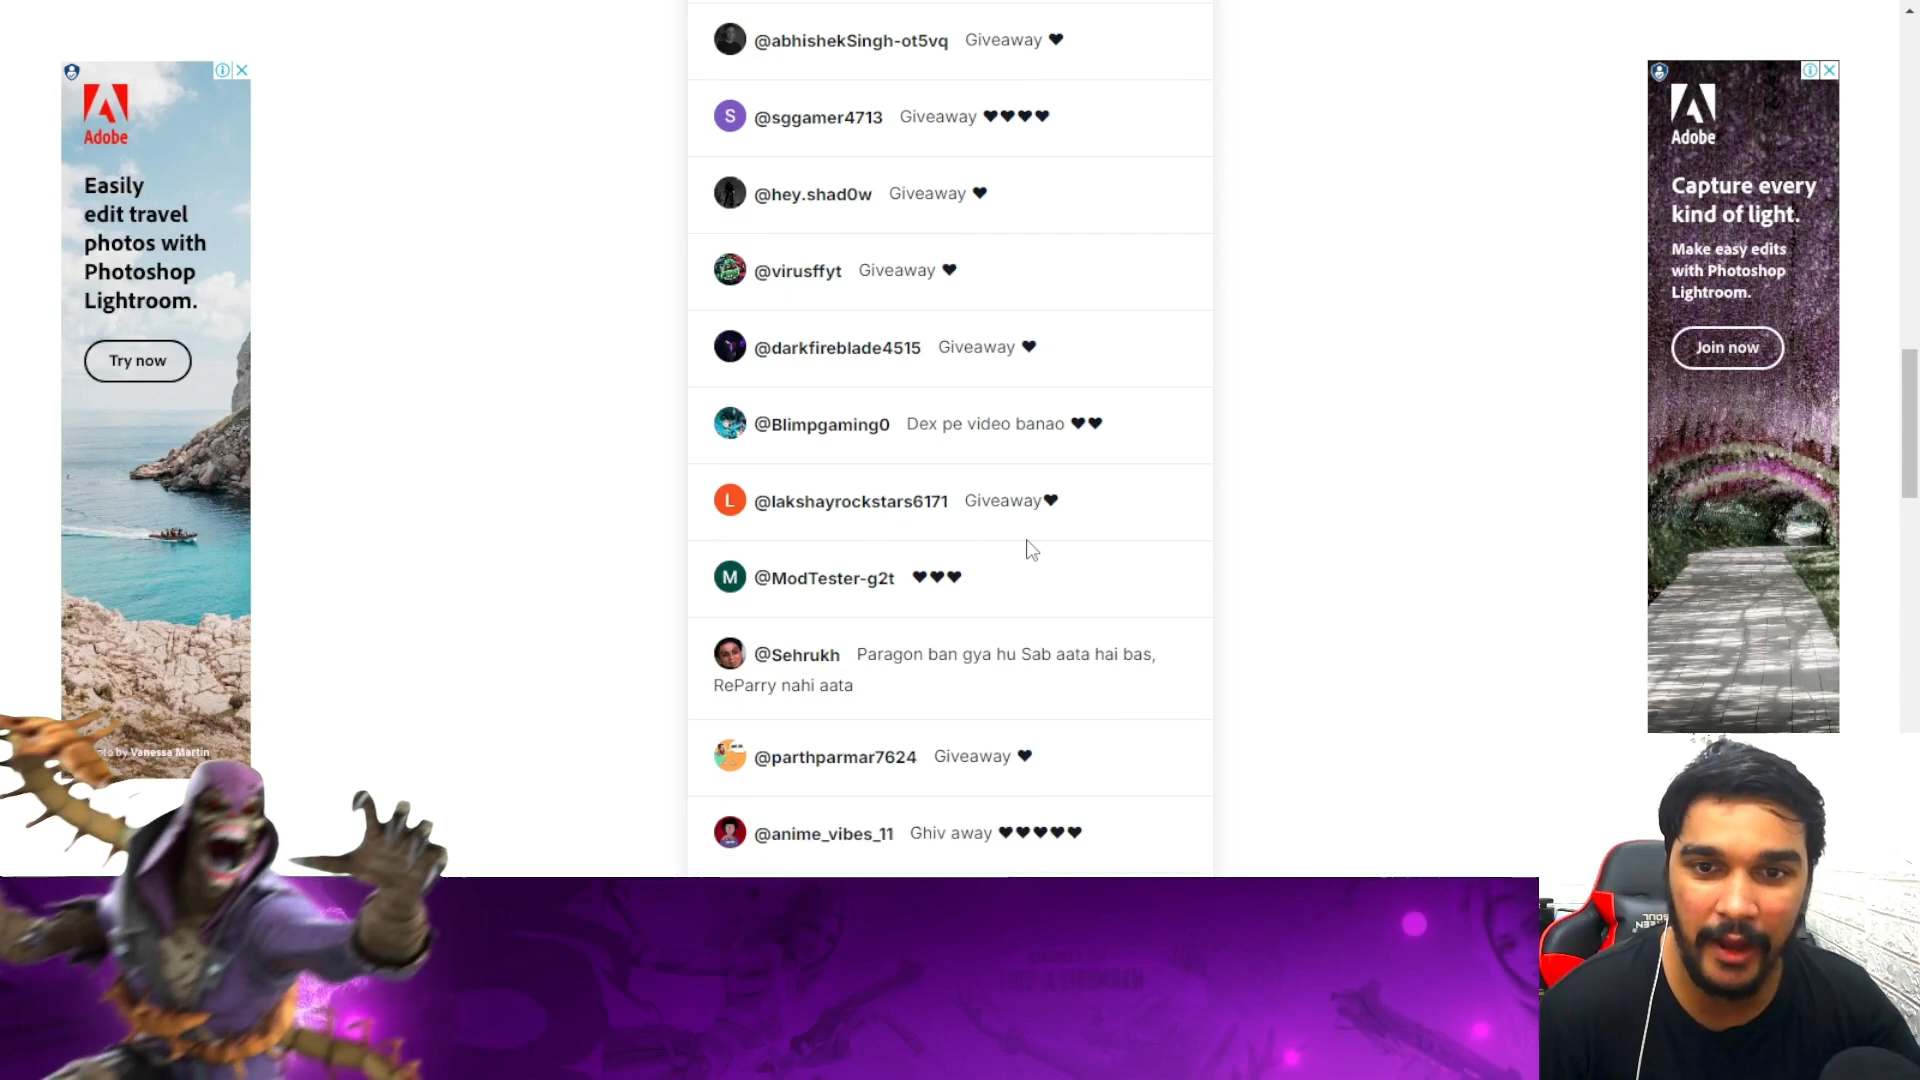 @abhishekSingh-ot5vq Giveaway 🖤
@sggamer4713 Giveaway 🖤🖤🖤🖤
@hey.shad0w Giveaway 🖤
@virusffyt Giveaway 🖤
@darkfireblade4515 Giveaway 🖤
@Blimpgaming0 Dex pe video banao 🖤🖤
@lakshayrockstars6171 Giveaway🖤
@ModTester-g2t 🖤🖤🖤
@Sehrukh Paragon ban gya hu Sab aata hai bas,
ReParry nahi aata
@parthparmar7624 Giveaway 🖤
@anime_vibes_11 Ghiv away 🖤🖤🖤🖤🖤
S
L
M
Adobe
Easily
edit travel
photos with
Photoshop
Lightroom.
Try now
by Vanessa Martin
Adobe
Capture every
kind of light.
Make easy edits
with Photoshop
Lightroom.
Join now